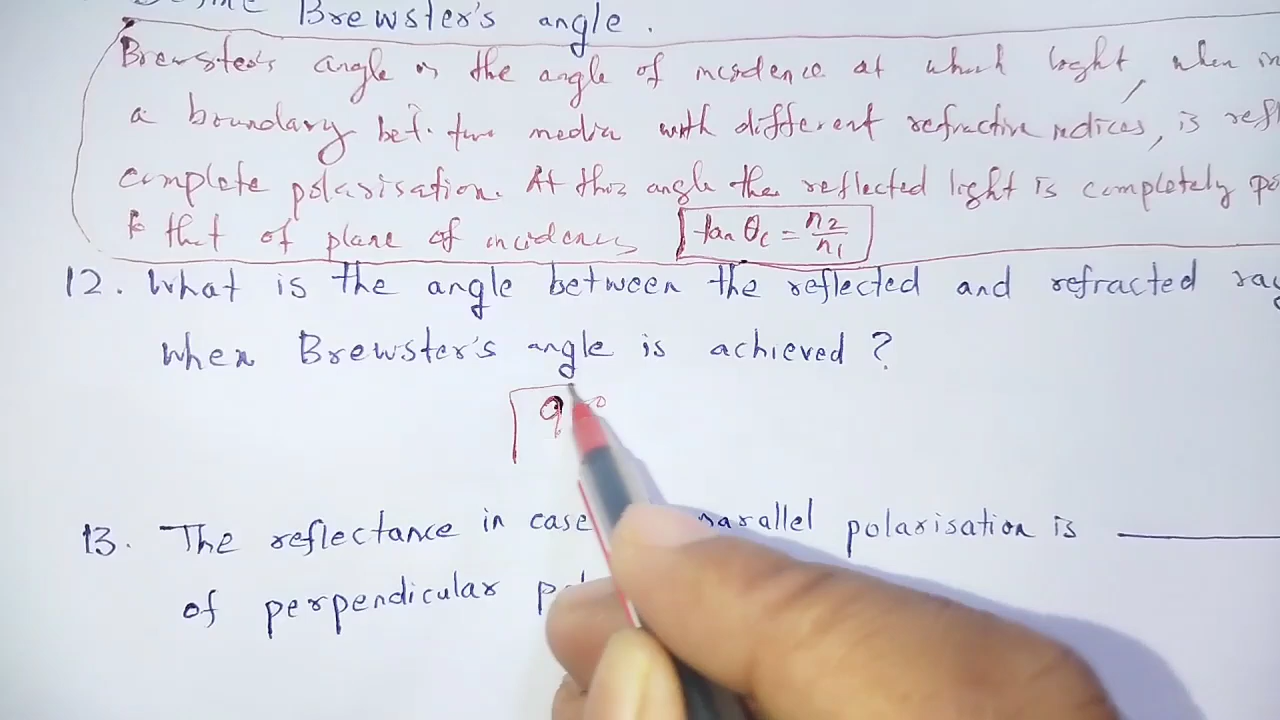 Brewster's angle.
Brewster's angle is the angle of incidence at which light, when
a boundary bet. two media with different refractive indices, is
complete polarisation. At this angle the reflected light is completely
to that of plane of incidence tan θc = n2/n1
12. What is the angle between the reflected and refracted
when Brewster's angle is achieved ?
9
13. The reflectance in case parallel polarisation is
of perpendicular